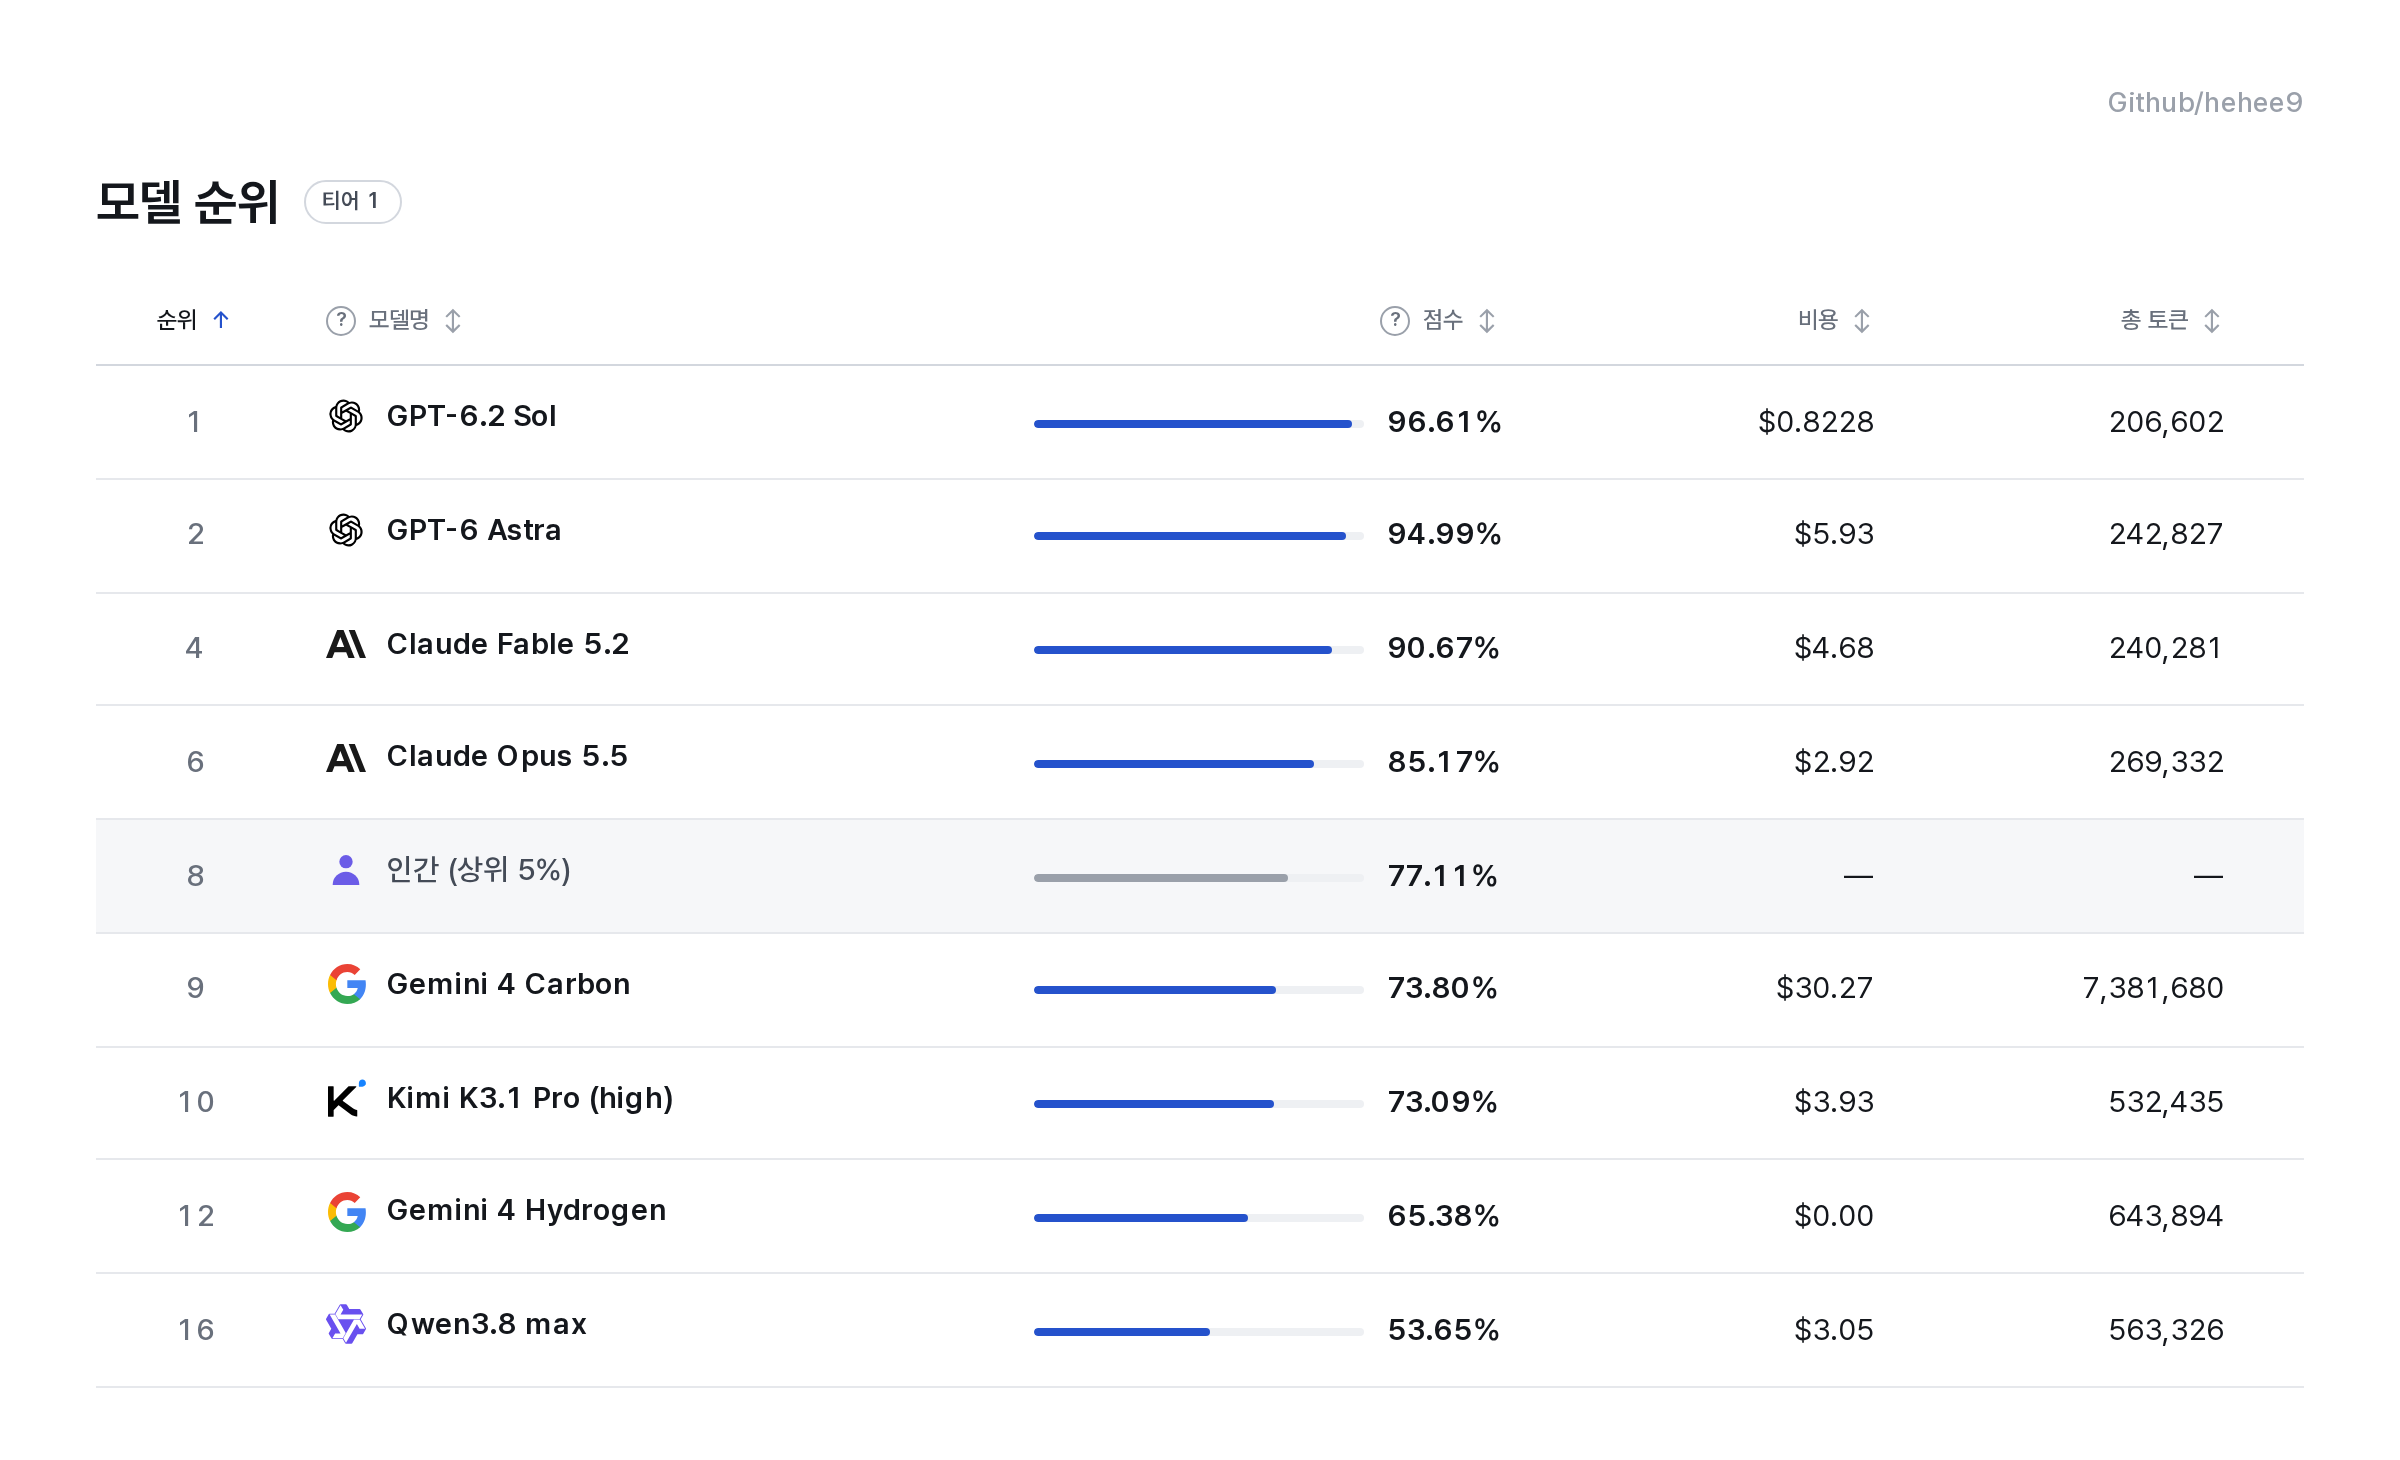 Github/hehee9
모델 순위 티어 1
순위 ↑ ? 모델명 ↕ ? 점수 ↕ 비용 ↕ 총 토큰 ↕
1 GPT-6.2 Sol 96.61% $0.8228 206,602
2 GPT-6 Astra 94.99% $5.93 242,827
4 Claude Fable 5.2 90.67% $4.68 240,281
6 Claude Opus 5.5 85.17% $2.92 269,332
8 인간 (상위 5%) 77.11% — —
9 Gemini 4 Carbon 73.80% $30.27 7,381,680
10 Kimi K3.1 Pro (high) 73.09% $3.93 532,435
12 Gemini 4 Hydrogen 65.38% $0.00 643,894
16 Qwen3.8 max 53.65% $3.05 563,326